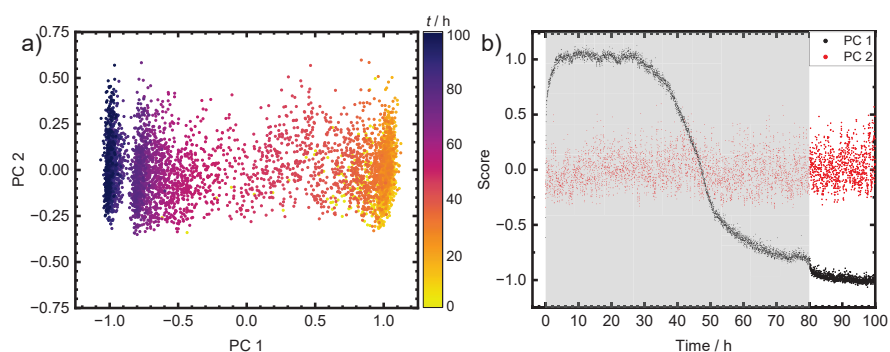 a)
t / h
0.75
0.50
0.25
0.00
−0.25
−0.50
−0.75
PC 2
−1.0 −0.5 0.0 0.5 1.0
PC 1
100
80
60
40
20
0
b)
PC 1
PC 2
1.0
0.5
0.0
−0.5
−1.0
Score
0 10 20 30 40 50 60 70 80 90 100
Time / h